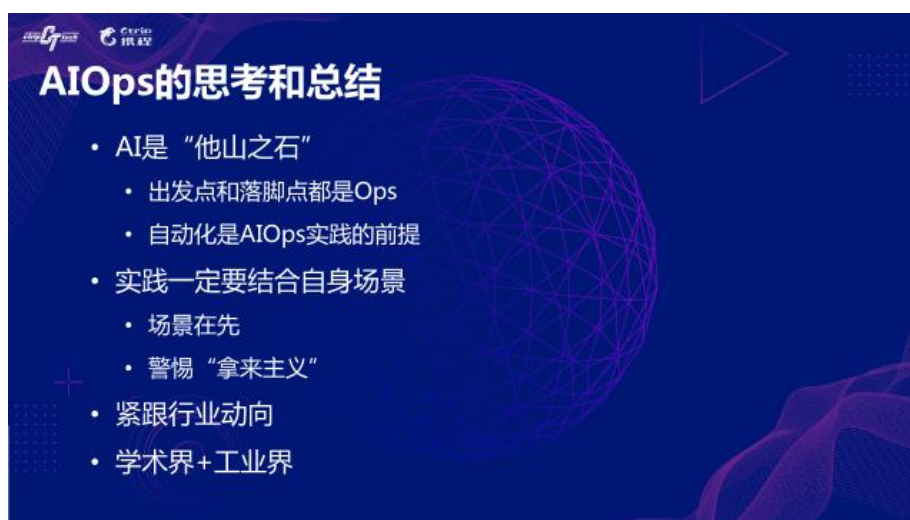 Ctrip
携程
AIOps的思考和总结
• AI是“他山之石”
• 出发点和落脚点都是Ops
• 自动化是AIOps实践的前提
• 实践一定要结合自身场景
• 场景在先
• 警惕“拿来主义”
• 紧跟行业动向
• 学术界+工业界